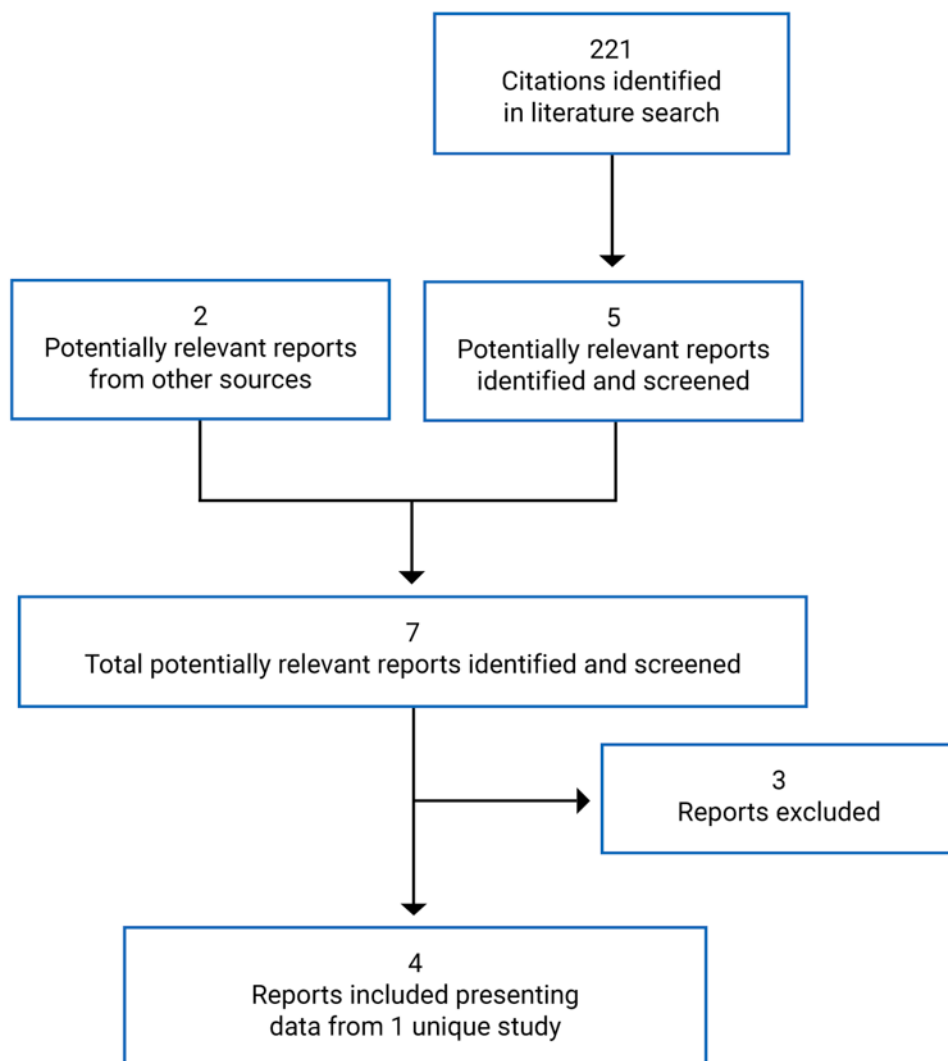 221
Citations identified
in literature search
2
Potentially relevant reports
from other sources
5
Potentially relevant reports
identified and screened
7
Total potentially relevant reports identified and screened
3
Reports excluded
4
Reports included presenting
data from 1 unique study